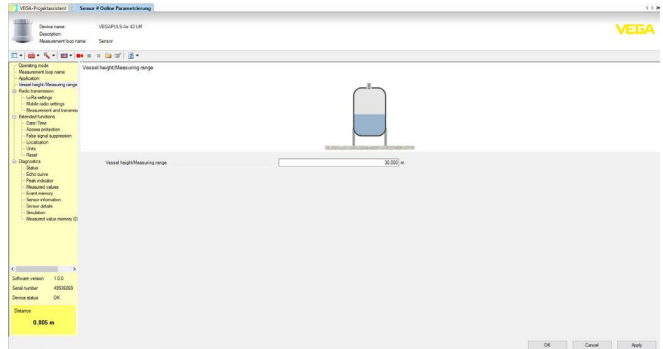 VEGA-Projektassistent
Sensor # Online Parametrierung
Device name: VEGAPULS Air 42 LM
Description:
Measurement loop name: Sensor
VEGA
Operating mode
Measurement loop name
Application
Vessel height/Measuring range
Radio transmission
LoRa settings
Mobile radio settings
Measurement and transmis
Extended functions
Date/Time
Access protection
False signal suppression
Localization
Units
Reset
Diagnostics
Status
Echo curve
Peak indicator
Measured values
Event memory
Sensor information
Sensor details
Simulation
Measured value memory (D
Vessel height/Measuring range
Vessel height/Measuring range 30,000 m
Software version 1.0.0
Serial number
Device status OK
Distance
0,005 m
OK Cancel Apply